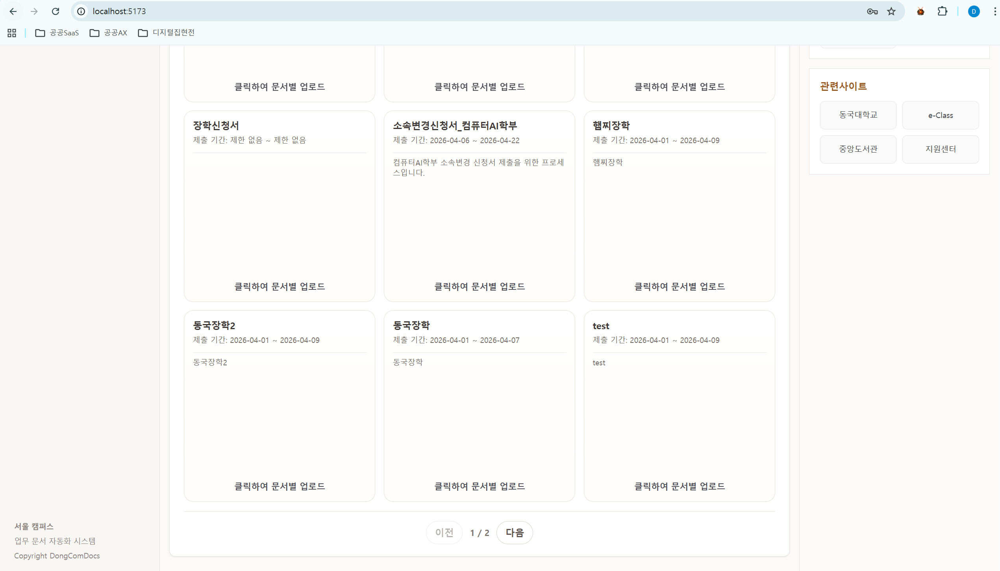 localhost:5173
D
공공SaaS
공공AX
디지털집현전
클릭하여 문서별 업로드
클릭하여 문서별 업로드
클릭하여 문서별 업로드
장학신청서
제출 기간: 제한 없음 ~ 제한 없음
클릭하여 문서별 업로드
소속변경신청서_컴퓨터AI학부
제출 기간: 2026-04-06 ~ 2026-04-22
컴퓨터AI학부 소속변경 신청서 제출을 위한 프로세
스입니다.
클릭하여 문서별 업로드
햄찌장학
제출 기간: 2026-04-01 ~ 2026-04-09
햄찌장학
클릭하여 문서별 업로드
동국장학2
제출 기간: 2026-04-01 ~ 2026-04-09
동국장학2
클릭하여 문서별 업로드
동국장학
제출 기간: 2026-04-01 ~ 2026-04-07
동국장학
클릭하여 문서별 업로드
test
제출 기간: 2026-04-01 ~ 2026-04-09
test
클릭하여 문서별 업로드
이전
1 / 2
다음
관련사이트
동국대학교
e-Class
중앙도서관
지원센터
서울 캠퍼스
업무 문서 자동화 시스템
Copyright DongComDocs